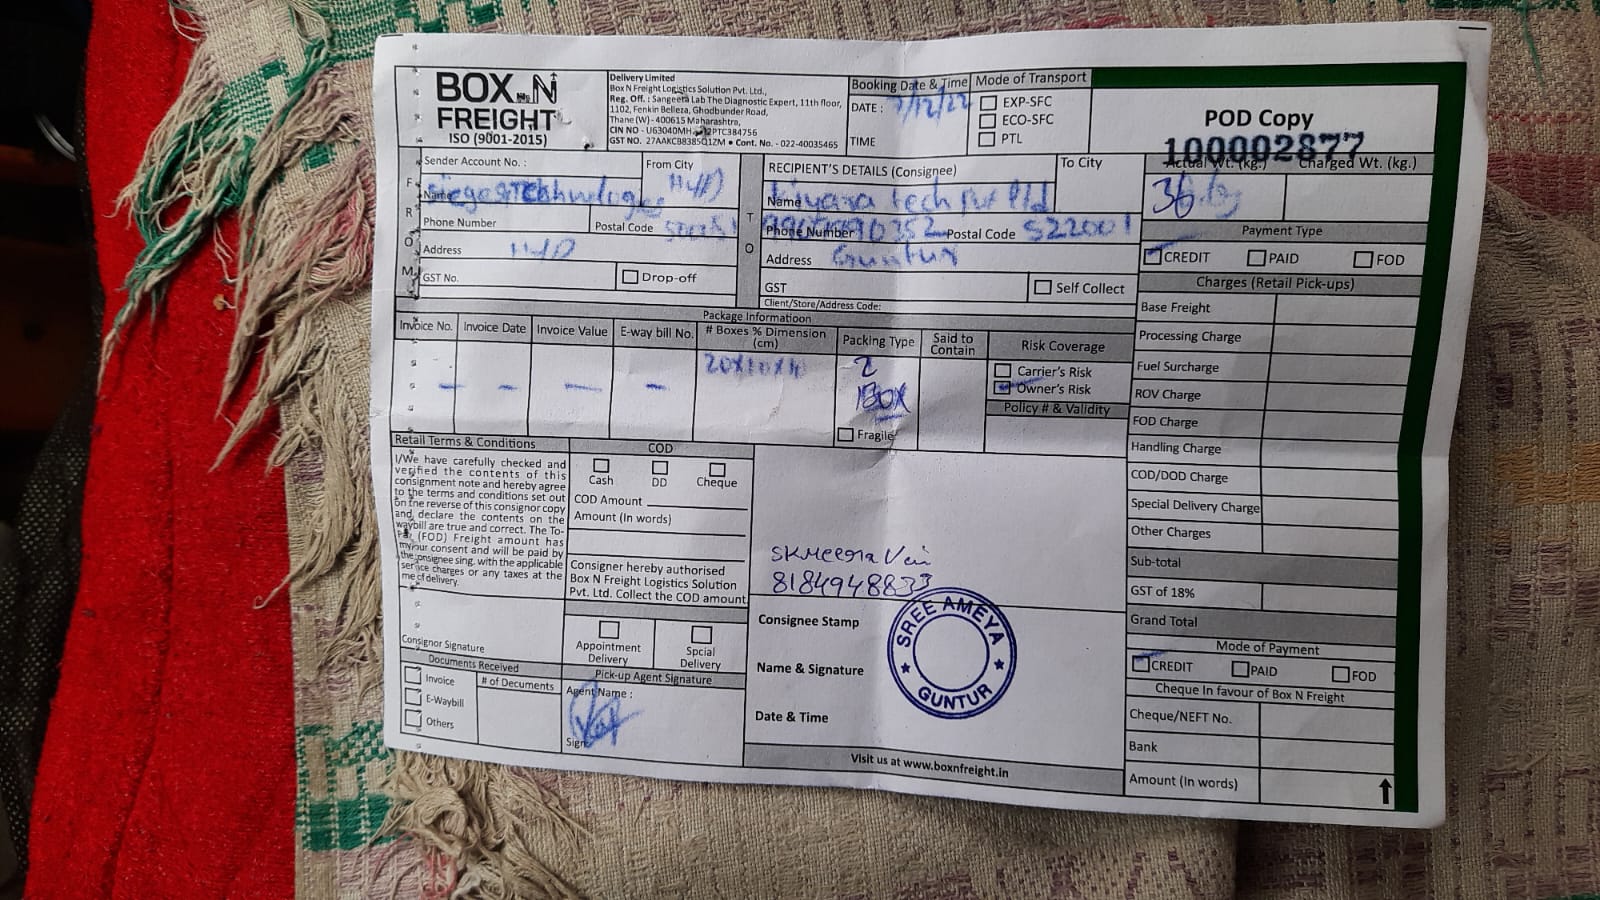 BOX N
FREIGHT
ISO (9001-2015)
Delivery Limited
Box N Freight Logistics Solution Pvt. Ltd.,
Reg. Off. : Sangeeta Lab The Diagnostic Expert, 11th floor,
1102, Fenkin Belleza, Ghodbunder Road,
Thane (W) - 400615 Maharashtra,
CIN NO - U63040MH 2PTC384756
GST NO. 27AAKCB8385Q1ZM ● Cont. No. - 022-40035465
Booking Date & Time
DATE : 7/12/22
TIME
Mode of Transport
EXP-SFC
ECO-SFC
PTL
POD Copy
100002877
Sender Account No. :
From City
HYD
FROM
Name
Phone Number
Postal Code
Address HYD
GST No.
Drop-off
TO
RECIPIENT'S DETAILS (Consignee)
To City
Name kiyara tech pvt ltd
Phone Number
Postal Code 522001
Address Guntur
GST
Self Collect
Client/Store/Address Code:
Actual Wt. (kg.) Charged Wt. (kg.)
36 kg
Payment Type
CREDIT PAID FOD
Charges (Retail Pick-ups)
Base Freight
Processing Charge
Fuel Surcharge
ROV Charge
FOD Charge
Handling Charge
COD/DOD Charge
Special Delivery Charge
Other Charges
Sub-total
GST of 18%
Grand Total
Mode of Payment
CREDIT PAID FOD
Cheque In favour of Box N Freight
Cheque/NEFT No.
Bank
Amount (In words)
Package Informatioon
Invoice No. Invoice Date Invoice Value E-way bill No. # Boxes % Dimension (cm) Packing Type Said to Contain Risk Coverage
20x10x10
2
BOX
Fragile
Carrier's Risk
Owner's Risk
Policy # & Validity
Retail Terms & Conditions
I/We have carefully checked and
verified the contents of this
consignment note and hereby agree
to the terms and conditions set out
on the reverse of this consignor copy
and, declare the contents on the
waybill are true and correct. The To-
(FOD) Freight amount has
my/our consent and will be paid by
the consignee sing. with the applicable
service charges or any taxes at the
me of delivery.
Consignor Signature
COD
Cash DD Cheque
COD Amount
Amount (In words)
Consigner hereby authorised
Box N Freight Logistics Solution
Pvt. Ltd. Collect the COD amount
Appointment Delivery
Spcial Delivery
Documents Received
Invoice
E-Waybill
Others
# of Documents
Pick-up Agent Signature
Agent Name :
Sign
8184948833
Consignee Stamp
Name & Signature
Date & Time
SREE AMEYA
GUNTUR
Visit us at www.boxnfreight.in